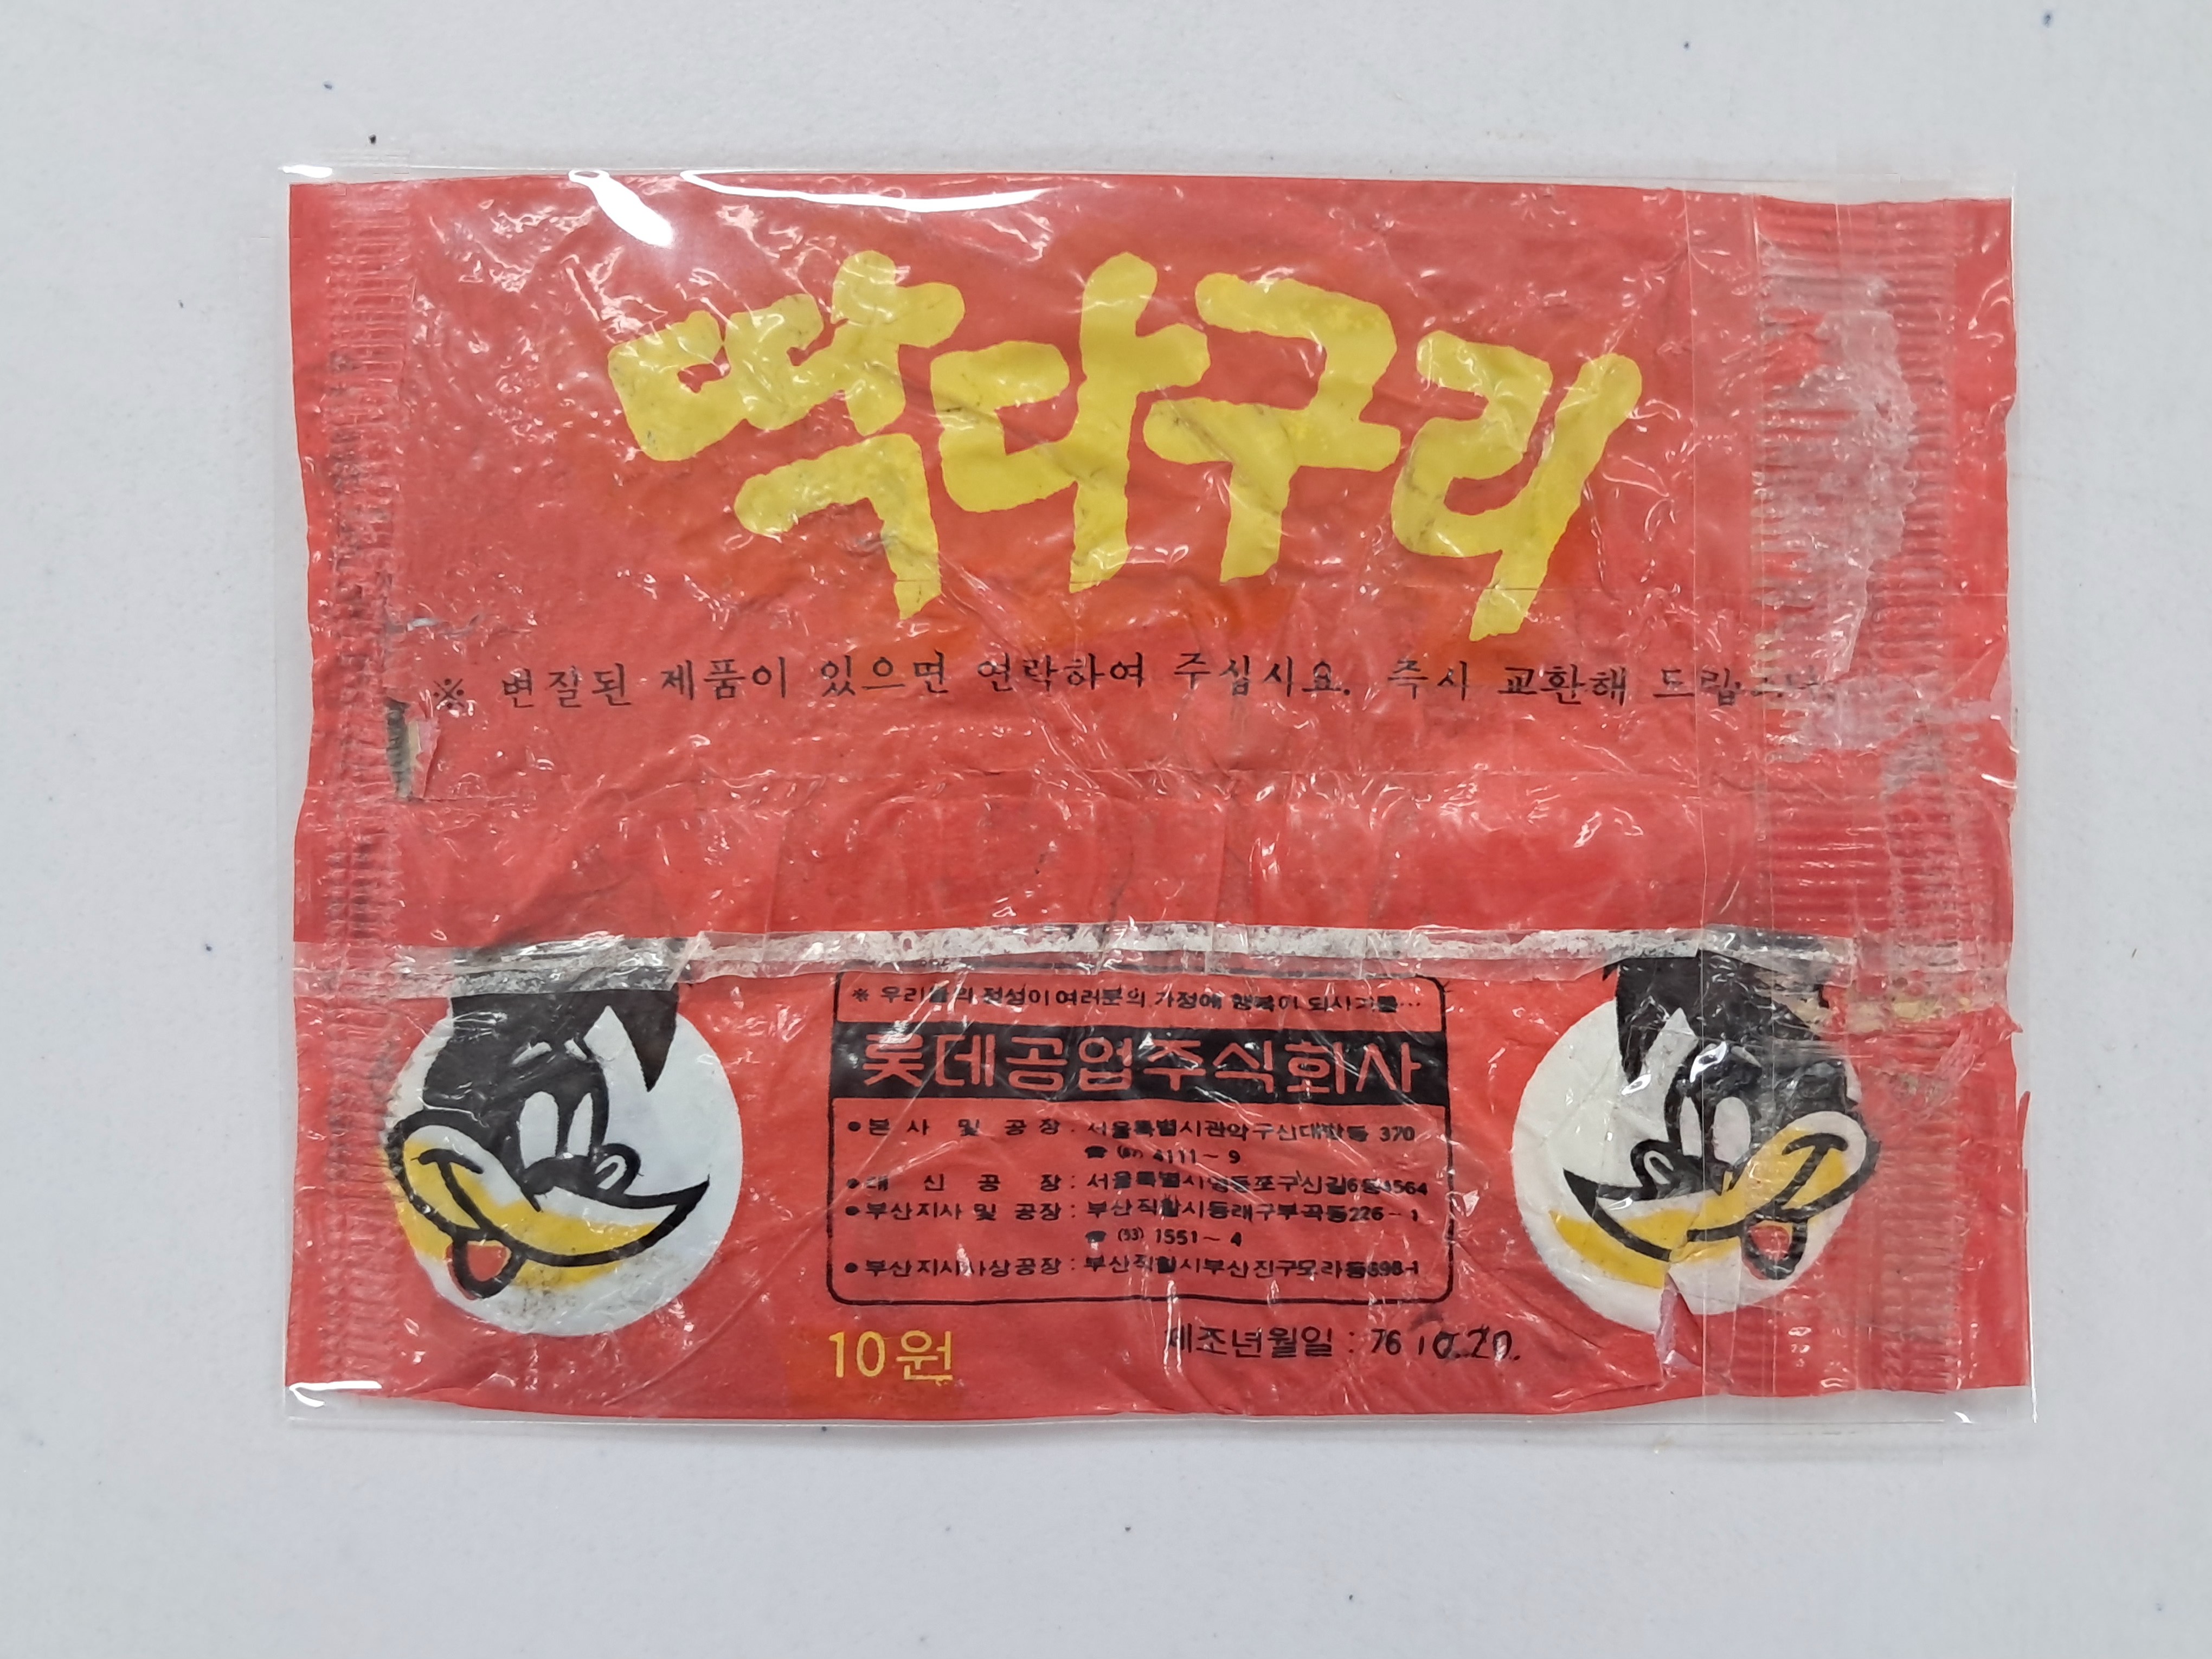 딱다구리
※ 변질된 제품이 있으면 연락하여 주십시요. 즉시 교환해 드립니다.
※ 우리들의 정성이 여러분의 가정에 행복이 되시기를…
롯데공업주식회사
●본사 및 공장 : 서울특별시관악구신대방동 370
☎ (87) 4111~9
●대신공장 : 서울특별시영등포구신길6동4564
●부산지사 및 공장 : 부산직할시동래구부곡동226-1
☎ (53) 1551~4
●부산지사사상공장 : 부산직할시부산진구모라동898-1
10원
제조년월일 : 76 10.20.